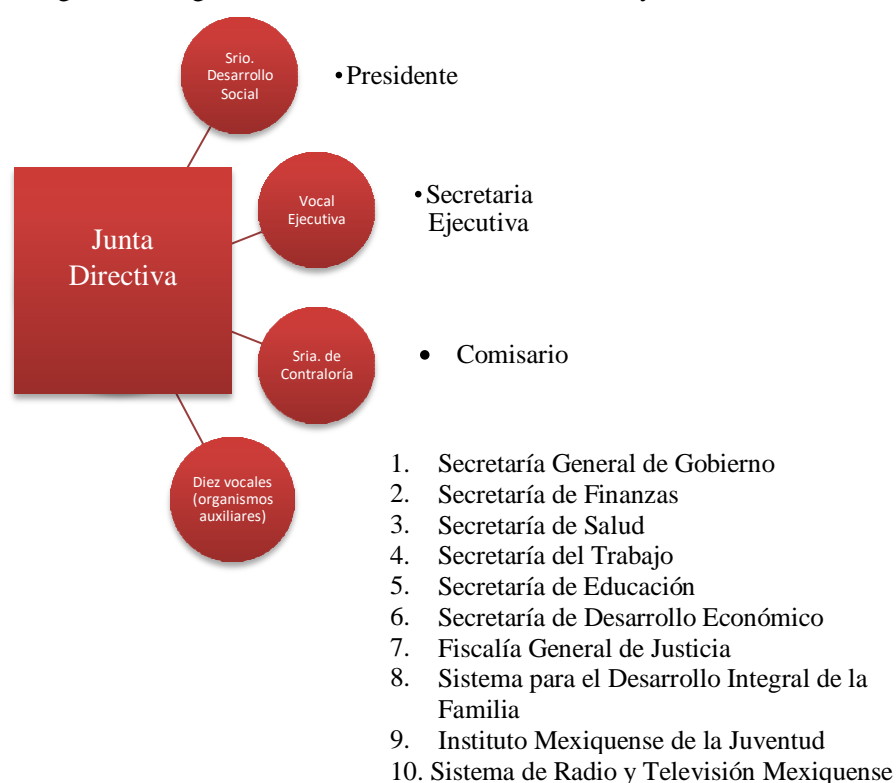 Srio.
Desarrollo
Social
•Presidente
Junta
Directiva
Vocal
Ejecutiva
•Secretaria
Ejecutiva
Sria. de
Contraloría
• Comisario
Diez vocales
(organismos
auxiliares)
1. Secretaría General de Gobierno
2. Secretaría de Finanzas
3. Secretaría de Salud
4. Secretaría del Trabajo
5. Secretaría de Educación
6. Secretaría de Desarrollo Económico
7. Fiscalía General de Justicia
8. Sistema para el Desarrollo Integral de la
Familia
9. Instituto Mexiquense de la Juventud
10. Sistema de Radio y Televisión Mexiquense